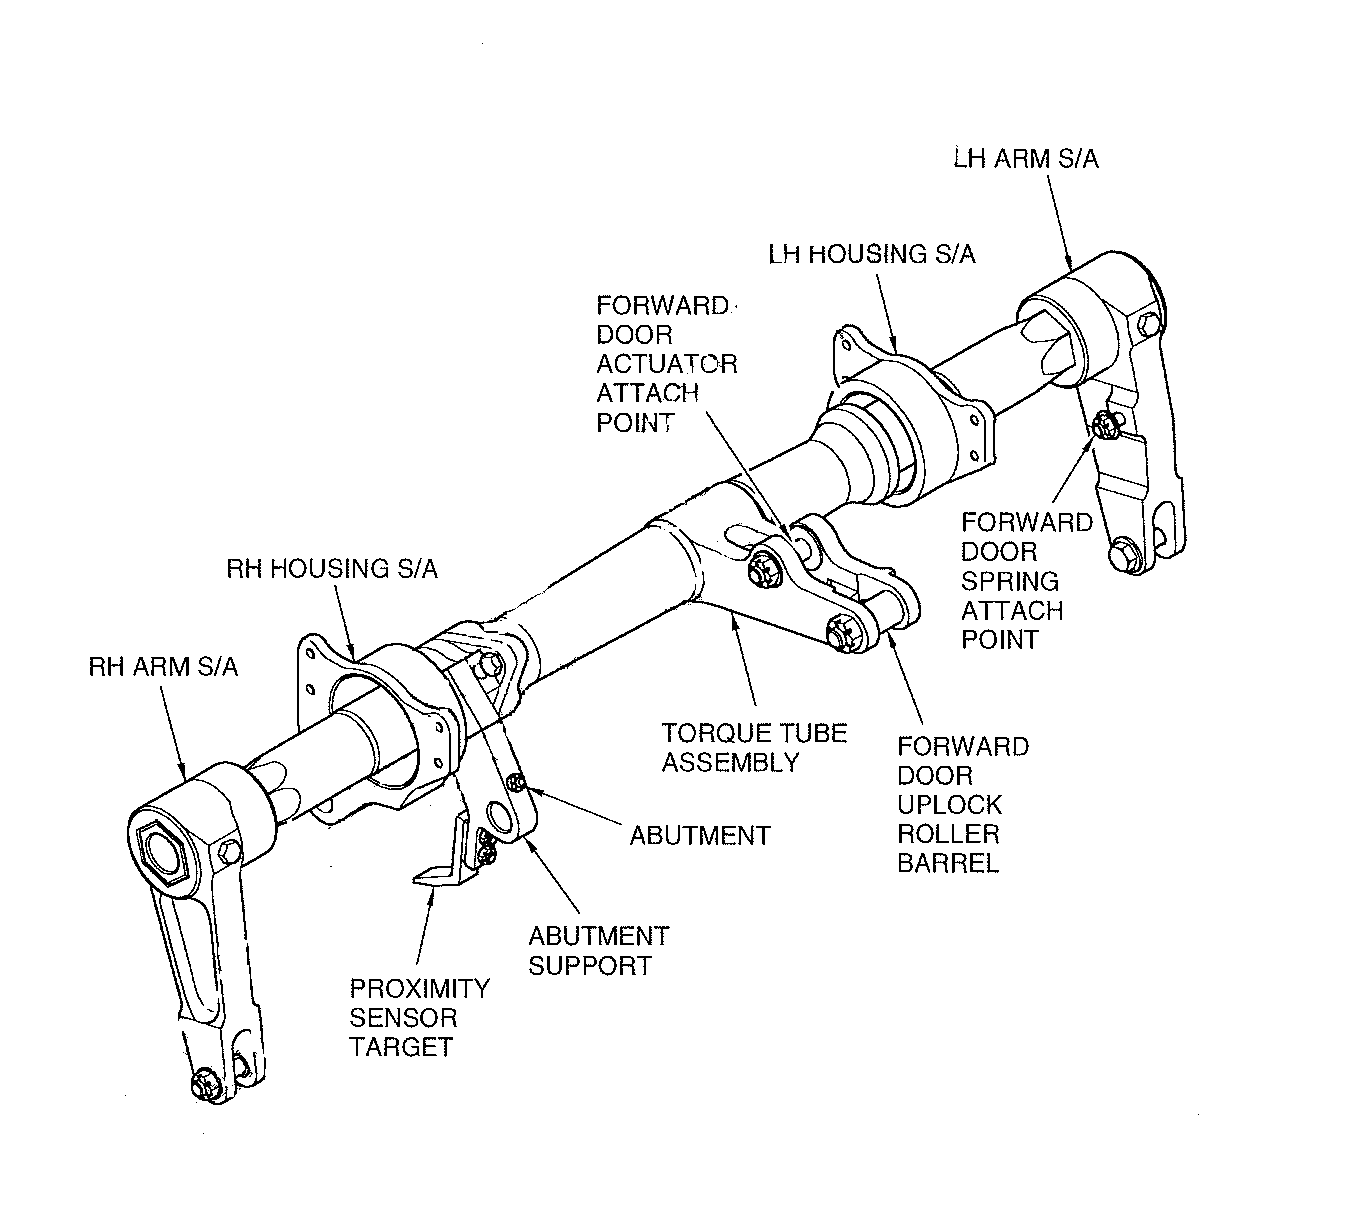 LH ARM S/A
LH HOUSING S/A
FORWARD
DOOR
ACTUATOR
ATTACH
POINT
FORWARD
DOOR
SPRING
ATTACH
POINT
RH HOUSING S/A
RH ARM S/A
TORQUE TUBE
ASSEMBLY
FORWARD
DOOR
UPLOCK
ROLLER
BARREL
ABUTMENT
ABUTMENT
SUPPORT
PROXIMITY
SENSOR
TARGET